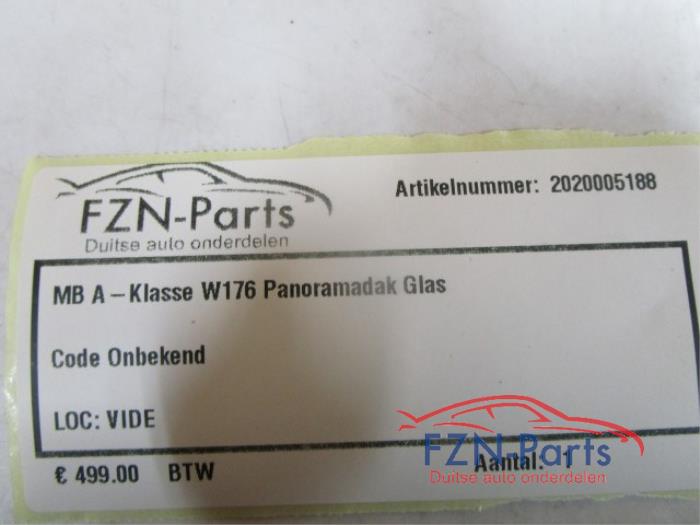 FZN-Parts
Duitse auto onderdelen
Artikelnummer: 2020005188
MB A – Klasse W176 Panoramadak Glas
Code Onbekend
LOC: VIDE
€ 499.00 BTW
Aantal: 1
FZN-Parts
Duitse auto onderdelen